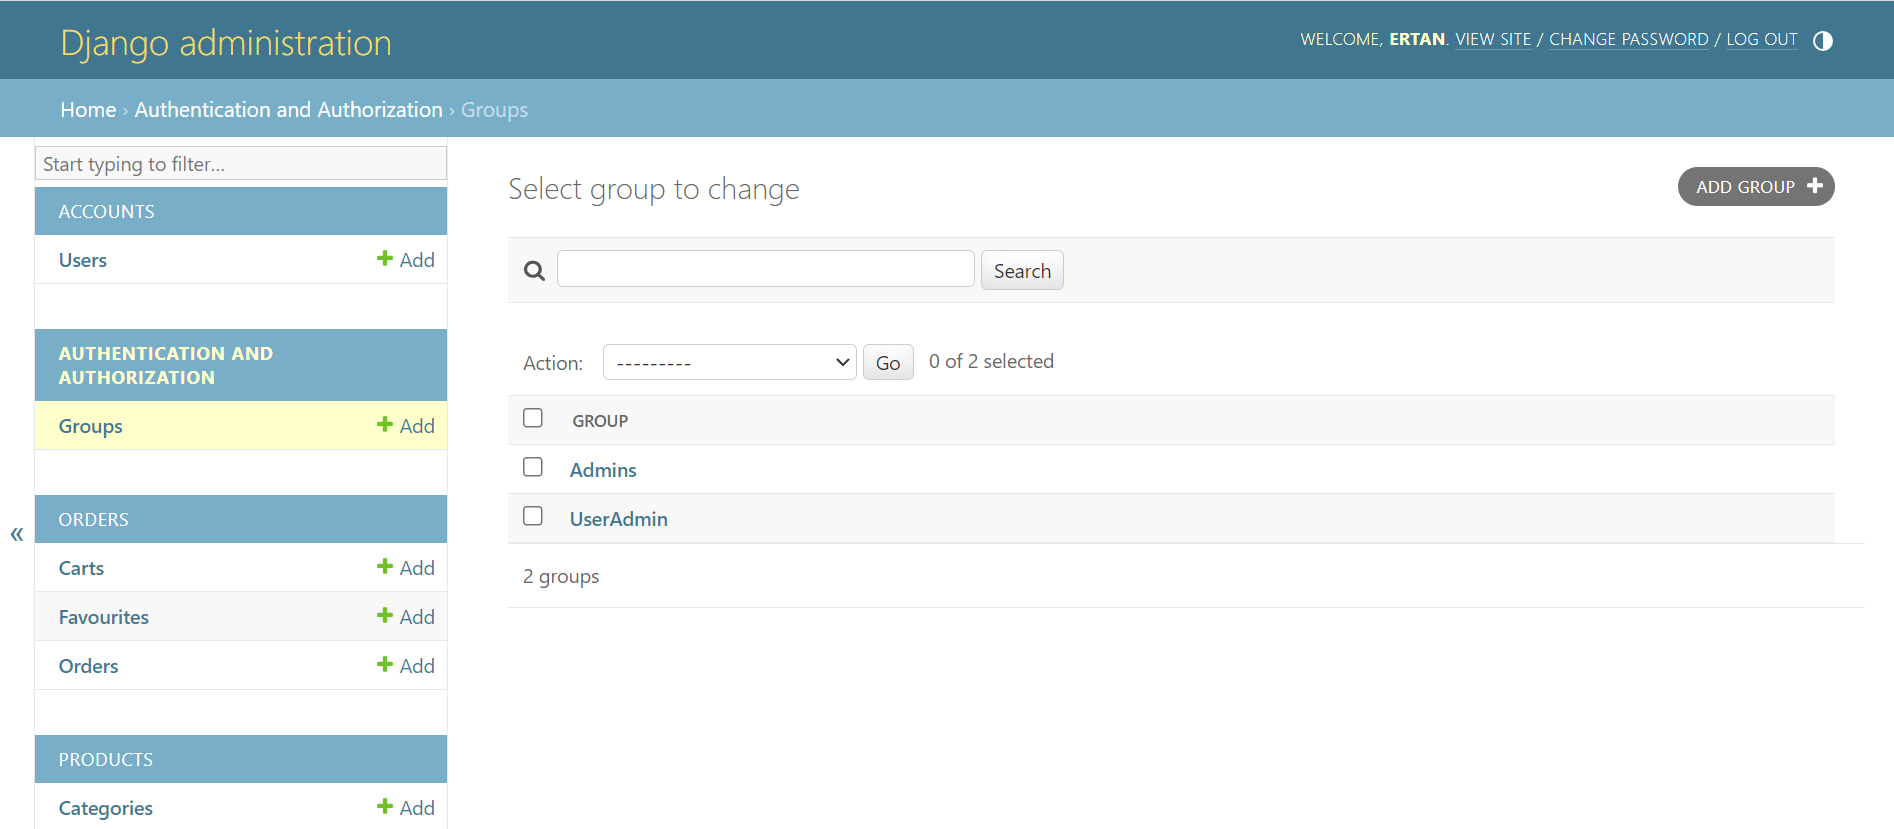 Django administration
WELCOME, ERTAN. VIEW SITE / CHANGE PASSWORD / LOG OUT
Home › Authentication and Authorization › Groups
Start typing to filter...
ACCOUNTS
Users
Add
AUTHENTICATION AND
AUTHORIZATION
Groups
Add
ORDERS
Carts
Add
Favourites
Add
Orders
Add
PRODUCTS
Categories
Add
«
Select group to change
ADD GROUP
Search
Action:
---------
Go
0 of 2 selected
GROUP
Admins
UserAdmin
2 groups